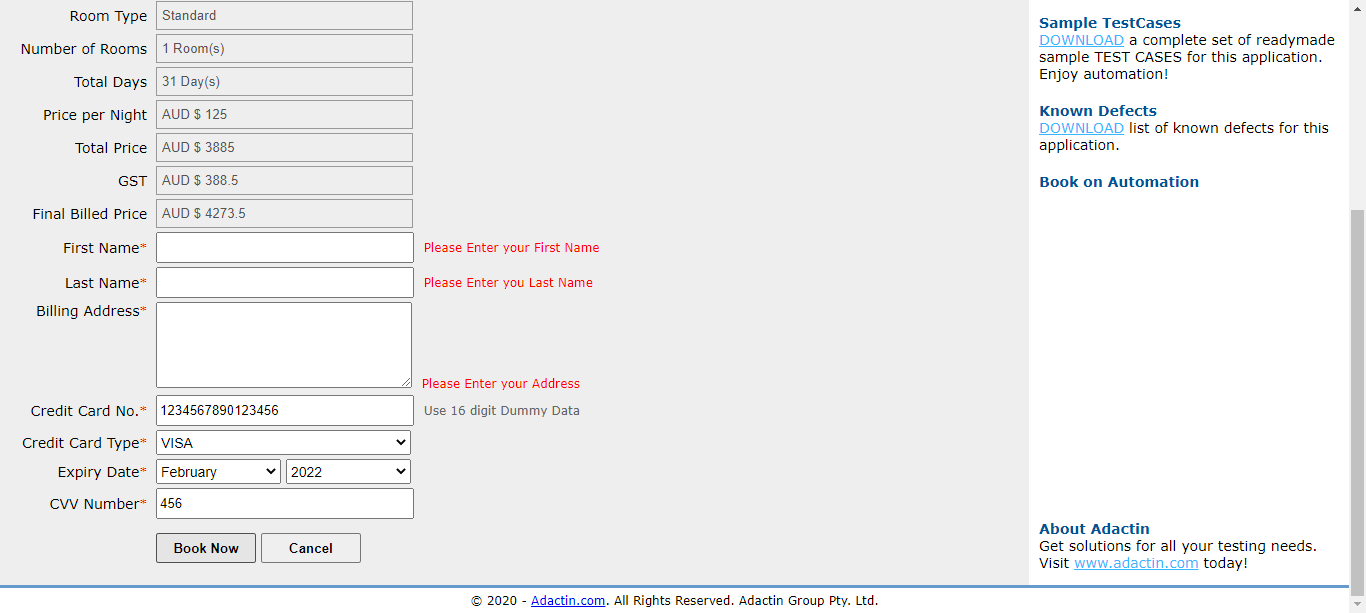 Room Type Standard
Number of Rooms 1 Room(s)
Total Days 31 Day(s)
Price per Night AUD $ 125
Total Price AUD $ 3885
GST AUD $ 388.5
Final Billed Price AUD $ 4273.5
First Name* Please Enter your First Name
Last Name* Please Enter you Last Name
Billing Address*
Please Enter your Address
Credit Card No.* 1234567890123456 Use 16 digit Dummy Data
Credit Card Type* VISA
Expiry Date* February 2022
CVV Number* 456
Book Now Cancel
Sample TestCases
DOWNLOAD a complete set of readymade
sample TEST CASES for this application.
Enjoy automation!
Known Defects
DOWNLOAD list of known defects for this
application.
Book on Automation
About Adactin
Get solutions for all your testing needs.
Visit www.adactin.com today!
© 2020 - Adactin.com. All Rights Reserved. Adactin Group Pty. Ltd.